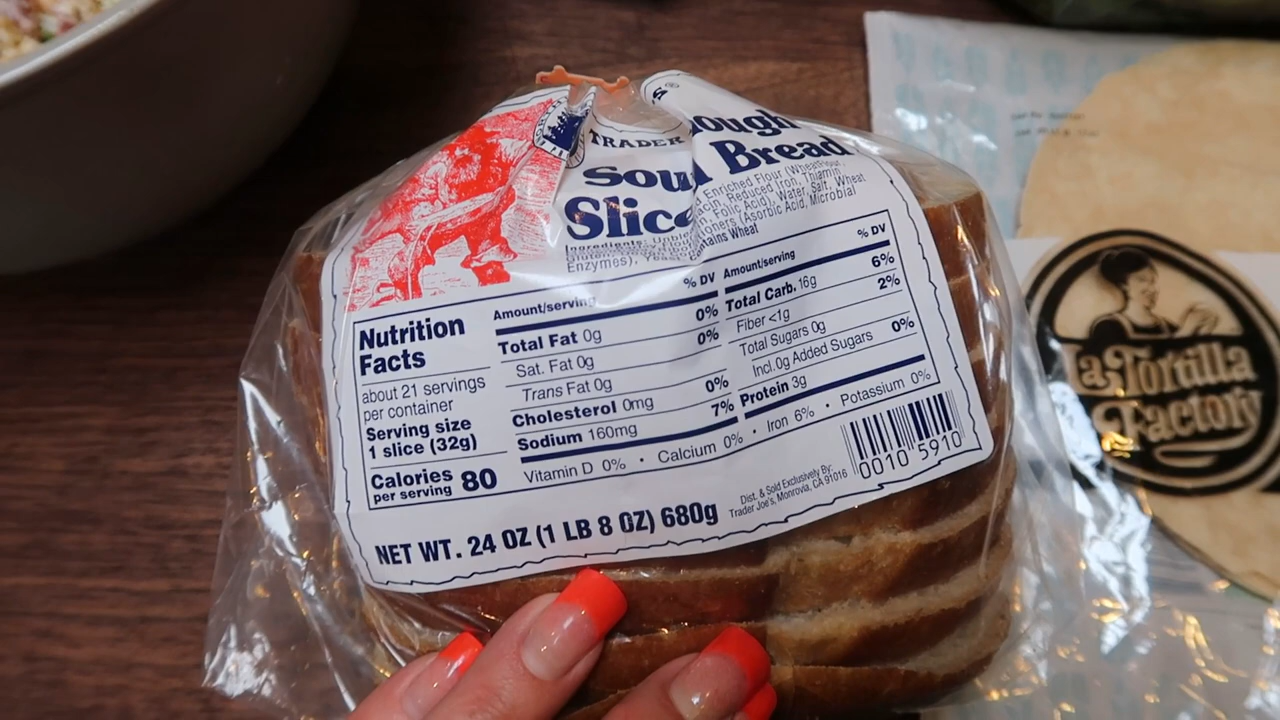 TRADER
Sou ough
Slice Bread
Ingredients: Enriched Flour (Wheat Flour,
Reduced Iron, Thiamin
Folic Acid), Water, Salt, Wheat
Gluten, (Ascorbic Acid, Microbial
Enzymes), Yeast. Contains Wheat
Nutrition
Facts
about 21 servings
per container
Serving size
1 slice (32g)
Calories
per serving 80
Amount/serving % DV
Total Fat 0g 0%
Sat. Fat 0g 0%
Trans Fat 0g
Cholesterol 0mg 0%
Sodium 160mg 7%
Amount/serving % DV
Total Carb. 16g 6%
Fiber <1g 2%
Total Sugars 0g
Incl. 0g Added Sugars 0%
Protein 3g
Vitamin D 0% • Calcium 0% • Iron 6% • Potassium 0%
NET WT. 24 OZ (1 LB 8 OZ) 680g
Dist. & Sold Exclusively By:
Trader Joe's, Monrovia, CA 91016
0010 5910
La Tortilla
Factory